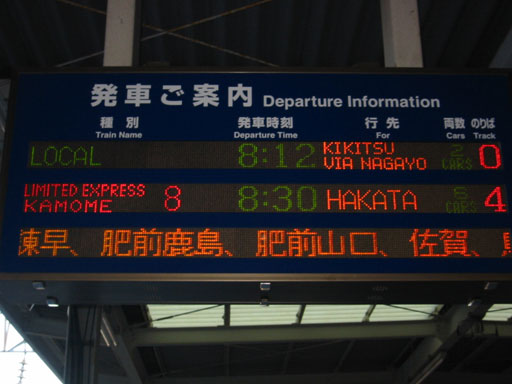 発車ご案内 Departure Information
種別 発車時刻 行先 両数 のりば
Train Name Departure Time For Cars Track
LOCAL 8:12 KIKITSU VIA NAGAYO 2 CARS 0
LIMITED EXPRESS KAMOME 8 8:30 HAKATA 6 CARS 4
諫早、肥前鹿島、肥前山口、佐賀、